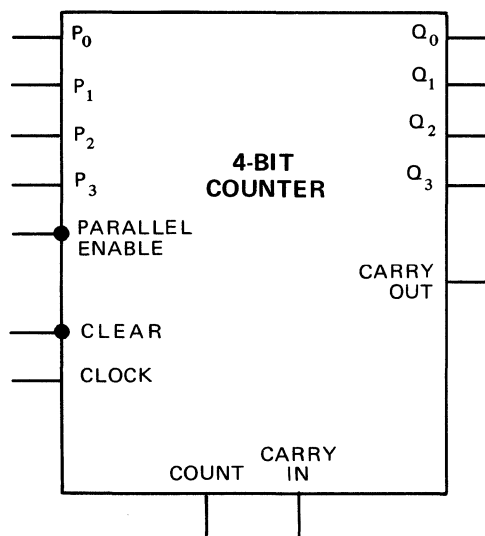 P₀ Q₀
P₁ Q₁
P₂ Q₂
P₃ Q₃
4-BIT
COUNTER
PARALLEL
ENABLE
CARRY
OUT
CLEAR
CLOCK
COUNT
CARRY
IN